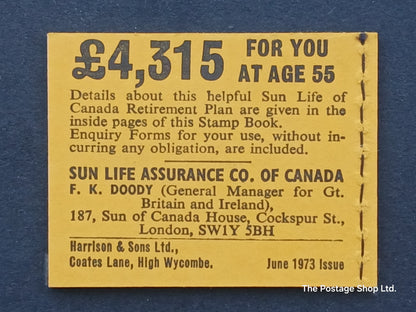 £4,315 FOR YOU
AT AGE 55
Details about this helpful Sun Life of
Canada Retirement Plan are given in the
inside pages of this Stamp Book.
Enquiry Forms for your use, without in-
curring any obligation, are included.
SUN LIFE ASSURANCE CO. OF CANADA
F. K. DOODY (General Manager for Gt.
Britain and Ireland),
187, Sun of Canada House, Cockspur St.,
London, SW1Y 5BH
Harrison & Sons Ltd.,
Coates Lane, High Wycombe. June 1973 Issue
The Postage Shop Ltd.